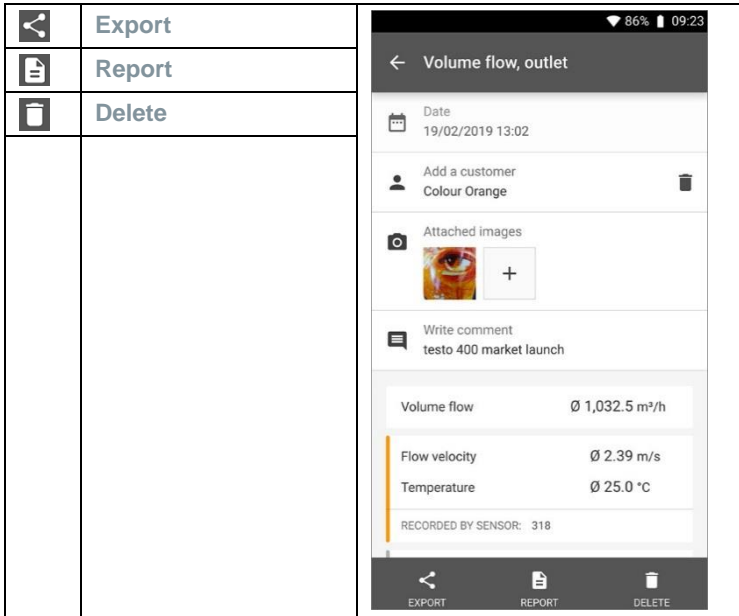 Export
Report
Delete
86% 09:23
Volume flow, outlet
Date
19/02/2019 13:02
Add a customer
Colour Orange
Attached images
+
Write comment
testo 400 market launch
Volume flow Ø 1,032.5 m³/h
Flow velocity Ø 2.39 m/s
Temperature Ø 25.0 °C
RECORDED BY SENSOR: 318
EXPORT REPORT DELETE